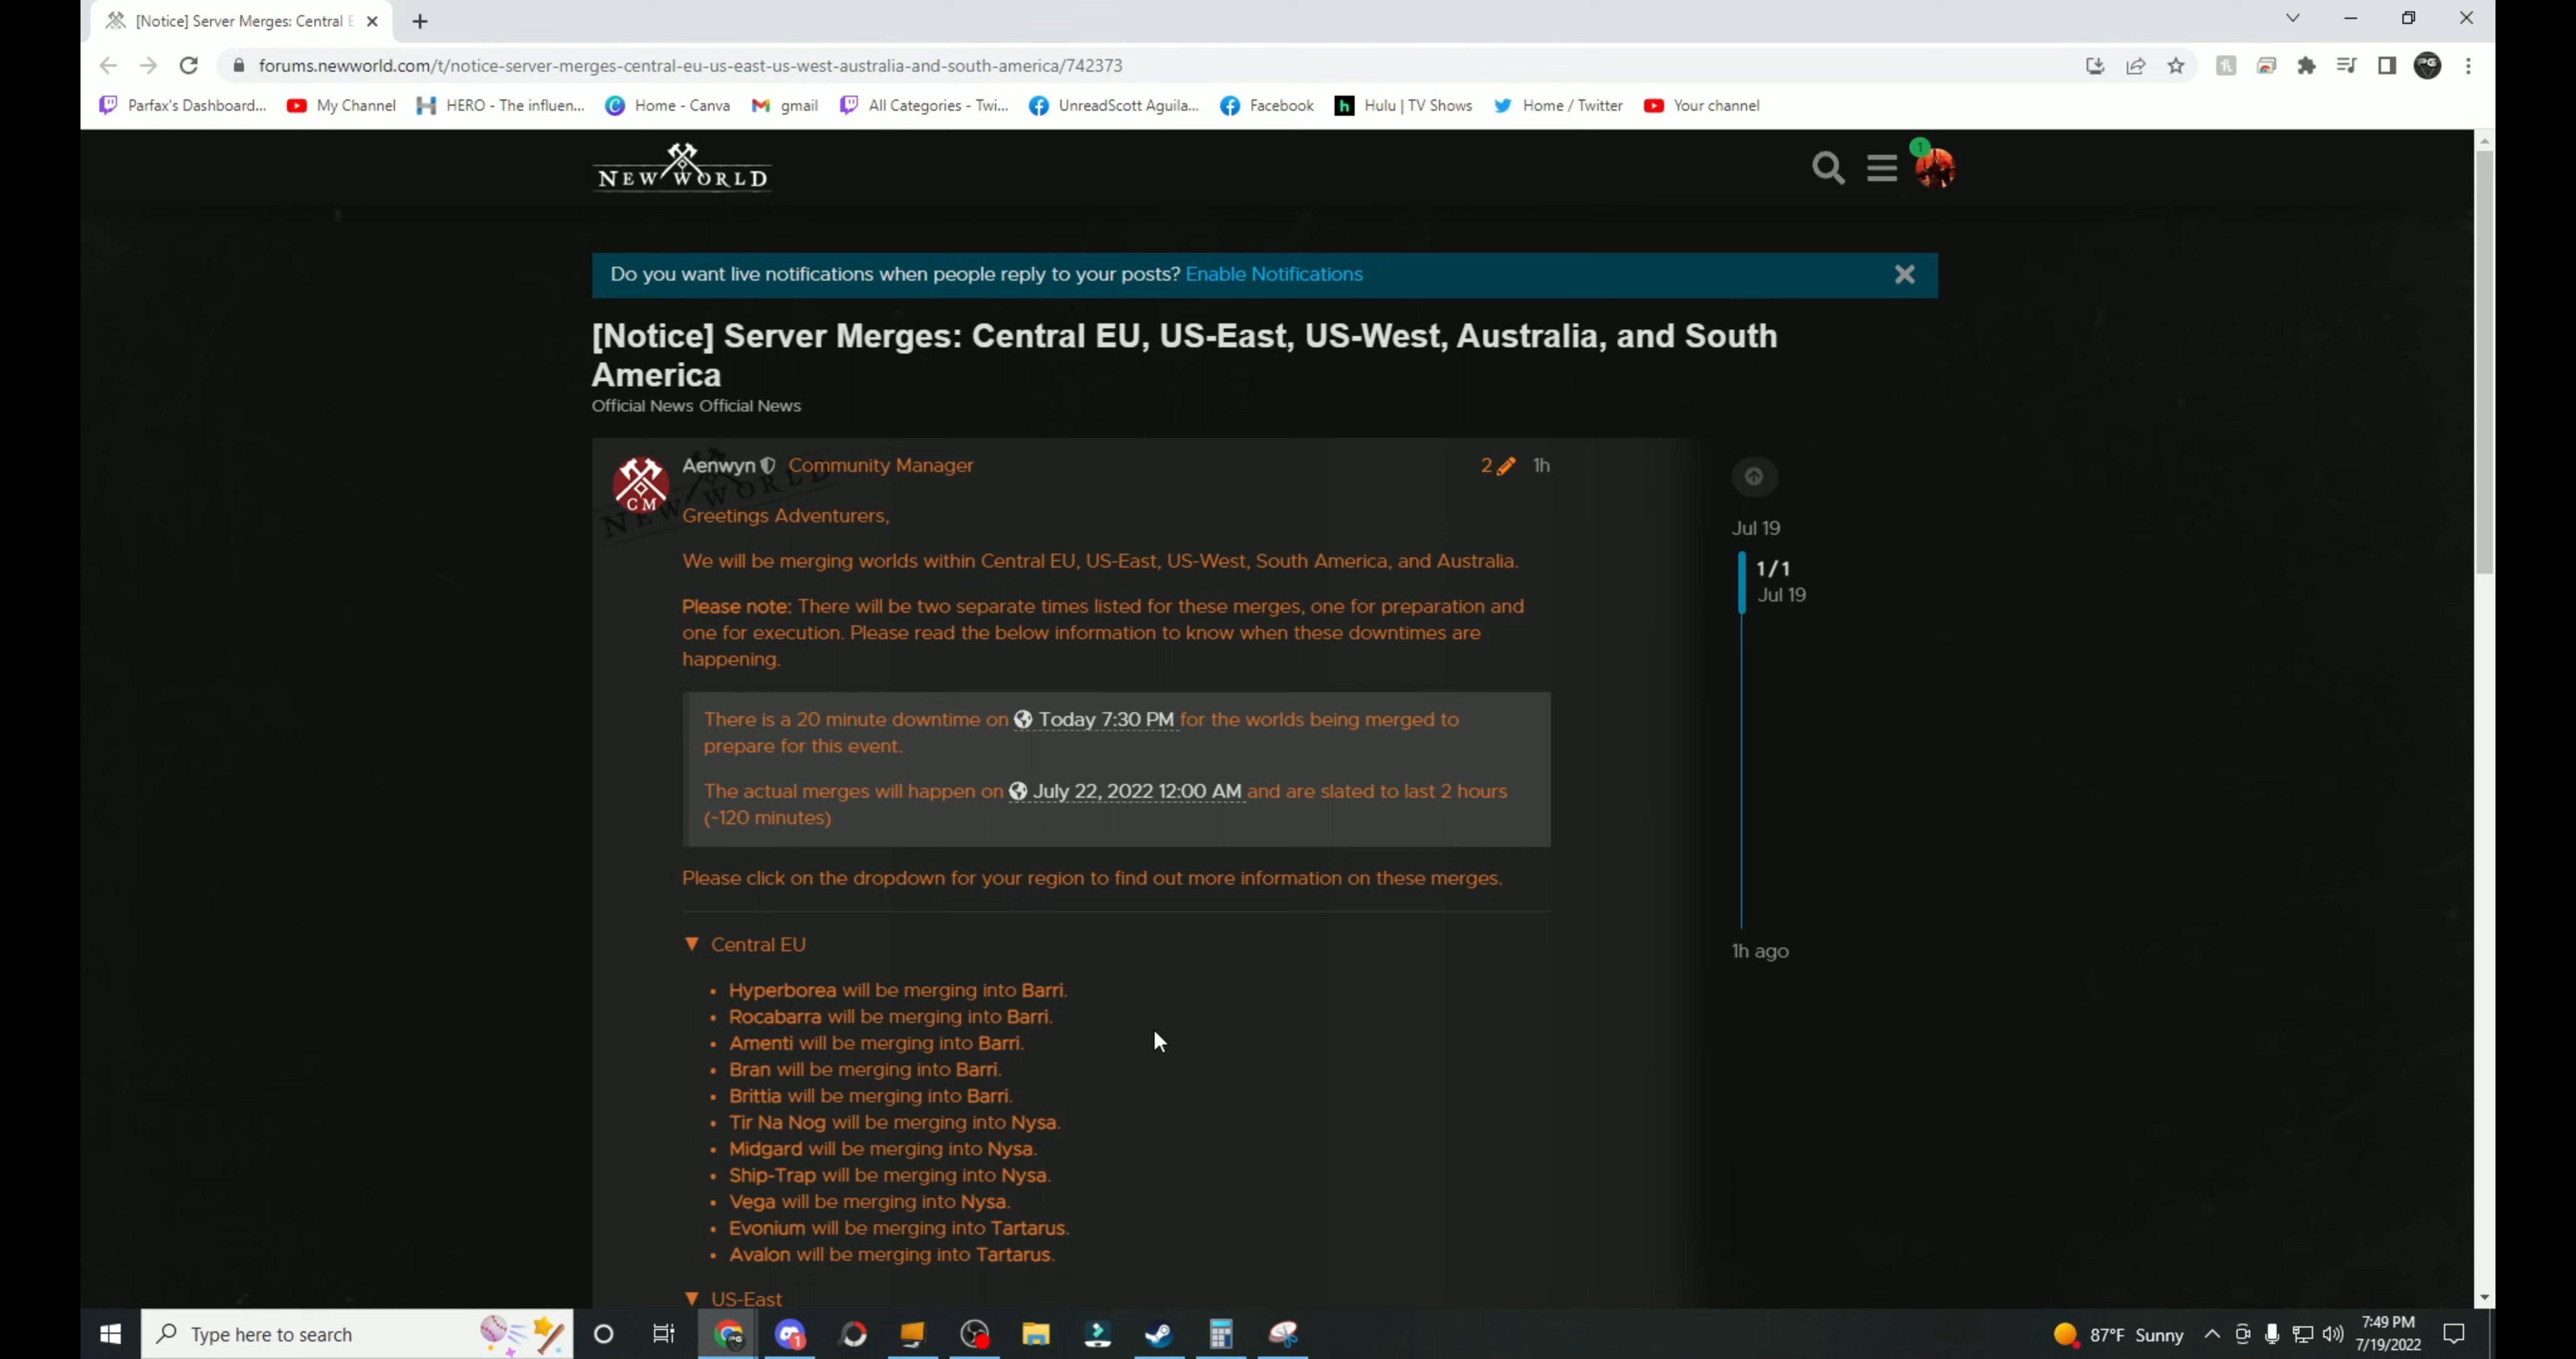 [Notice] Server Merges: Central E
forums.newworld.com/t/notice-server-merges-central-eu-us-east-us-west-australia-and-south-america/742373
PG
Parfax's Dashboard... My Channel HERO - The influen... Home - Canva gmail All Categories - Twi... UnreadScott Aguila... Facebook Hulu | TV Shows Home / Twitter Your channel
NEW WORLD
1
Do you want live notifications when people reply to your posts? Enable Notifications
[Notice] Server Merges: Central EU, US-East, US-West, Australia, and South
America
Official News Official News
Aenwyn Community Manager 2 1h
CM
NEW WORLD
Greetings Adventurers,
We will be merging worlds within Central EU, US-East, US-West, South America, and Australia.
Please note: There will be two separate times listed for these merges, one for preparation and
one for execution. Please read the below information to know when these downtimes are
happening.
There is a 20 minute downtime on Today 7:30 PM for the worlds being merged to
prepare for this event.
The actual merges will happen on July 22, 2022 12:00 AM and are slated to last 2 hours
(~120 minutes)
Please click on the dropdown for your region to find out more information on these merges.
▼ Central EU
• Hyperborea will be merging into Barri.
• Rocabarra will be merging into Barri.
• Amenti will be merging into Barri.
• Bran will be merging into Barri.
• Brittia will be merging into Barri.
• Tir Na Nog will be merging into Nysa.
• Midgard will be merging into Nysa.
• Ship-Trap will be merging into Nysa.
• Vega will be merging into Nysa.
• Evonium will be merging into Tartarus.
• Avalon will be merging into Tartarus.
▼ US-East
Jul 19
1/1
Jul 19
1h ago
Type here to search
1
87°F Sunny
7:49 PM
7/19/2022